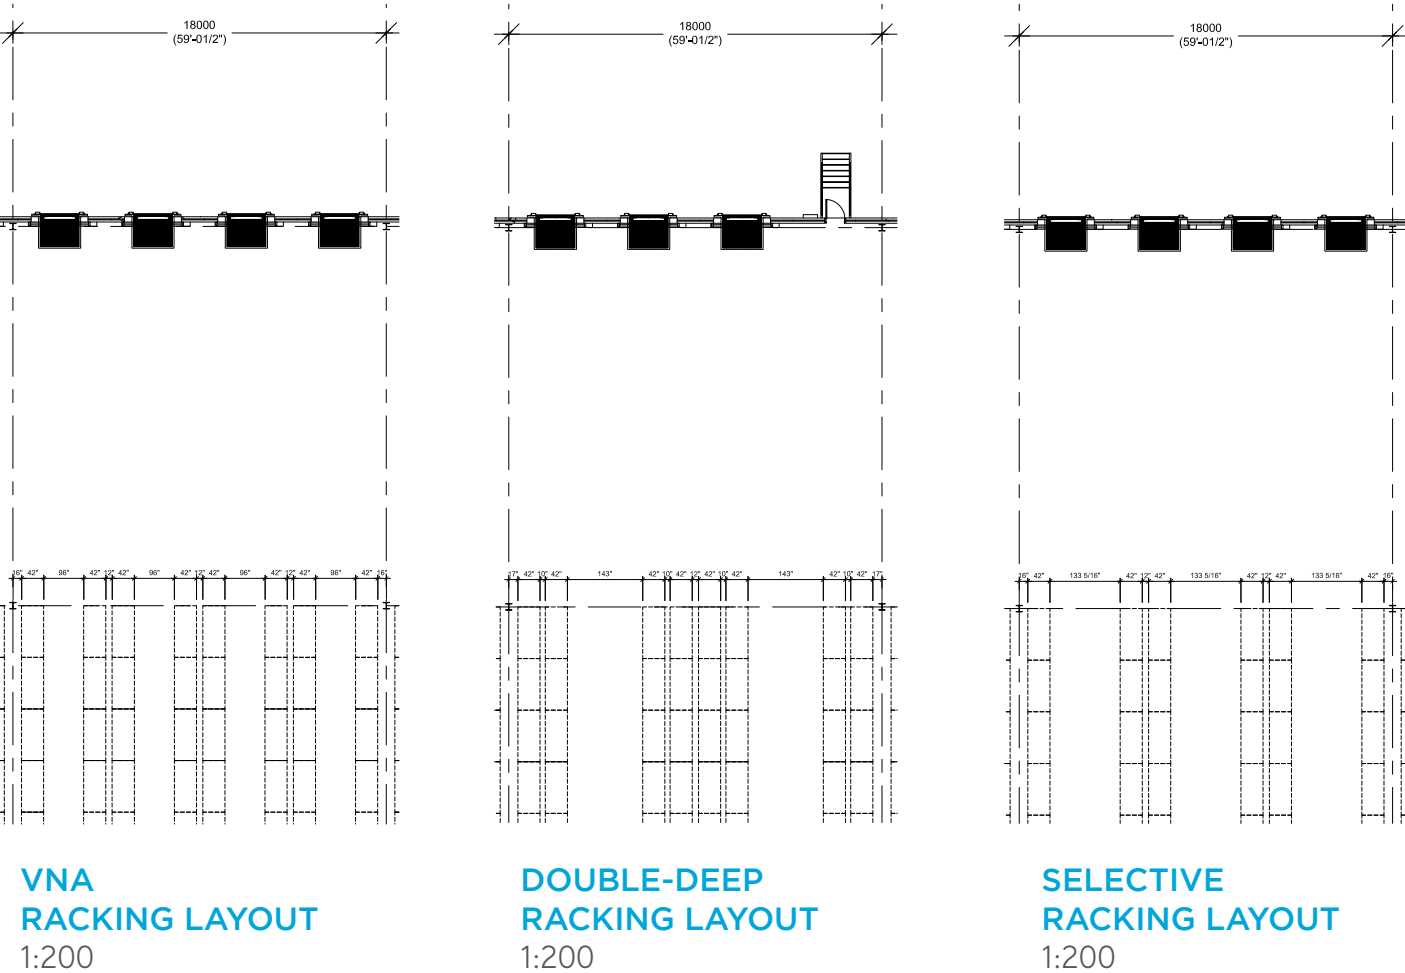 18000
(59'-01/2")
18000
(59'-01/2")
18000
(59'-01/2")
16" 42" 96" 42" 12" 42" 96" 42" 12" 42" 96" 42" 12" 42" 96" 42" 16"
17" 42" 10" 42" 143" 42" 10" 42" 12" 42" 10" 42" 143" 42" 10" 42" 17"
16" 42" 133 5/16" 42" 12" 42" 133 5/16" 42" 12" 42" 133 5/16" 42" 16"
VNA
RACKING LAYOUT
1:200
DOUBLE-DEEP
RACKING LAYOUT
1:200
SELECTIVE
RACKING LAYOUT
1:200